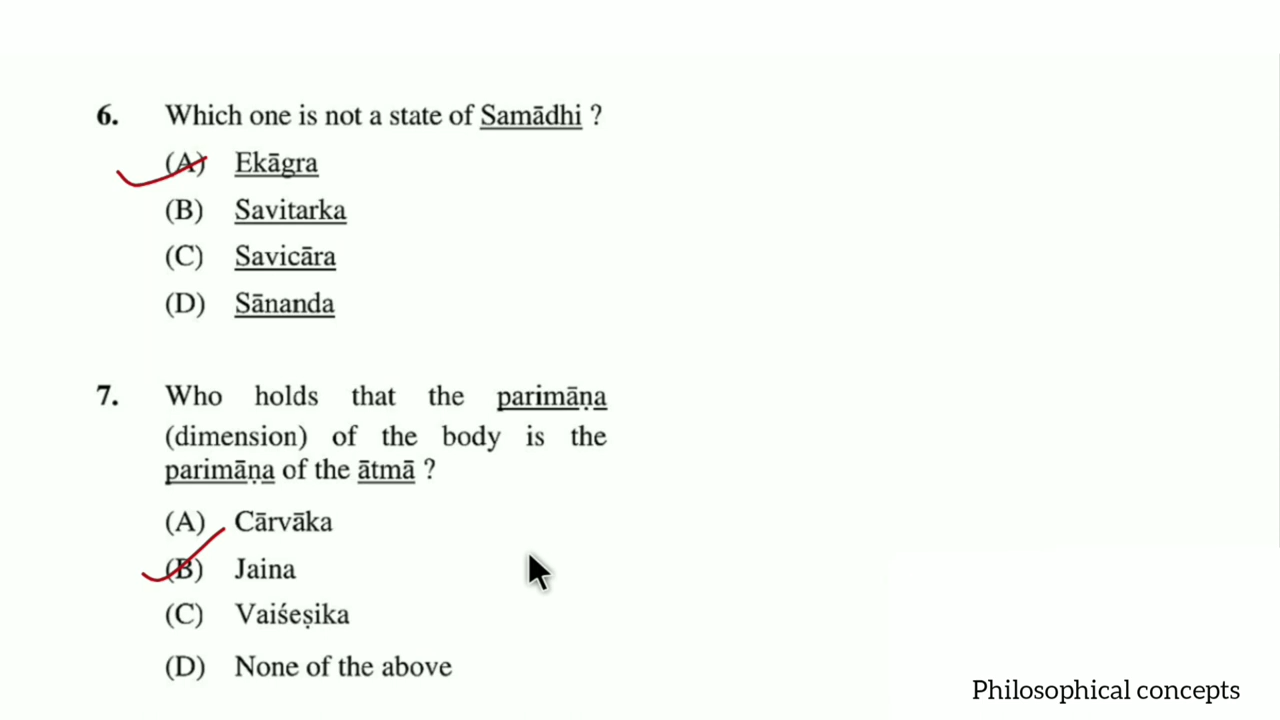 6. Which one is not a state of Samādhi ?
(A) Ekāgra
(B) Savitarka
(C) Savicāra
(D) Sānanda
7. Who holds that the parimāṇa
(dimension) of the body is the
parimāṇa of the ātmā ?
(A) Cārvāka
(B) Jaina
(C) Vaiśeṣika
(D) None of the above
Philosophical concepts